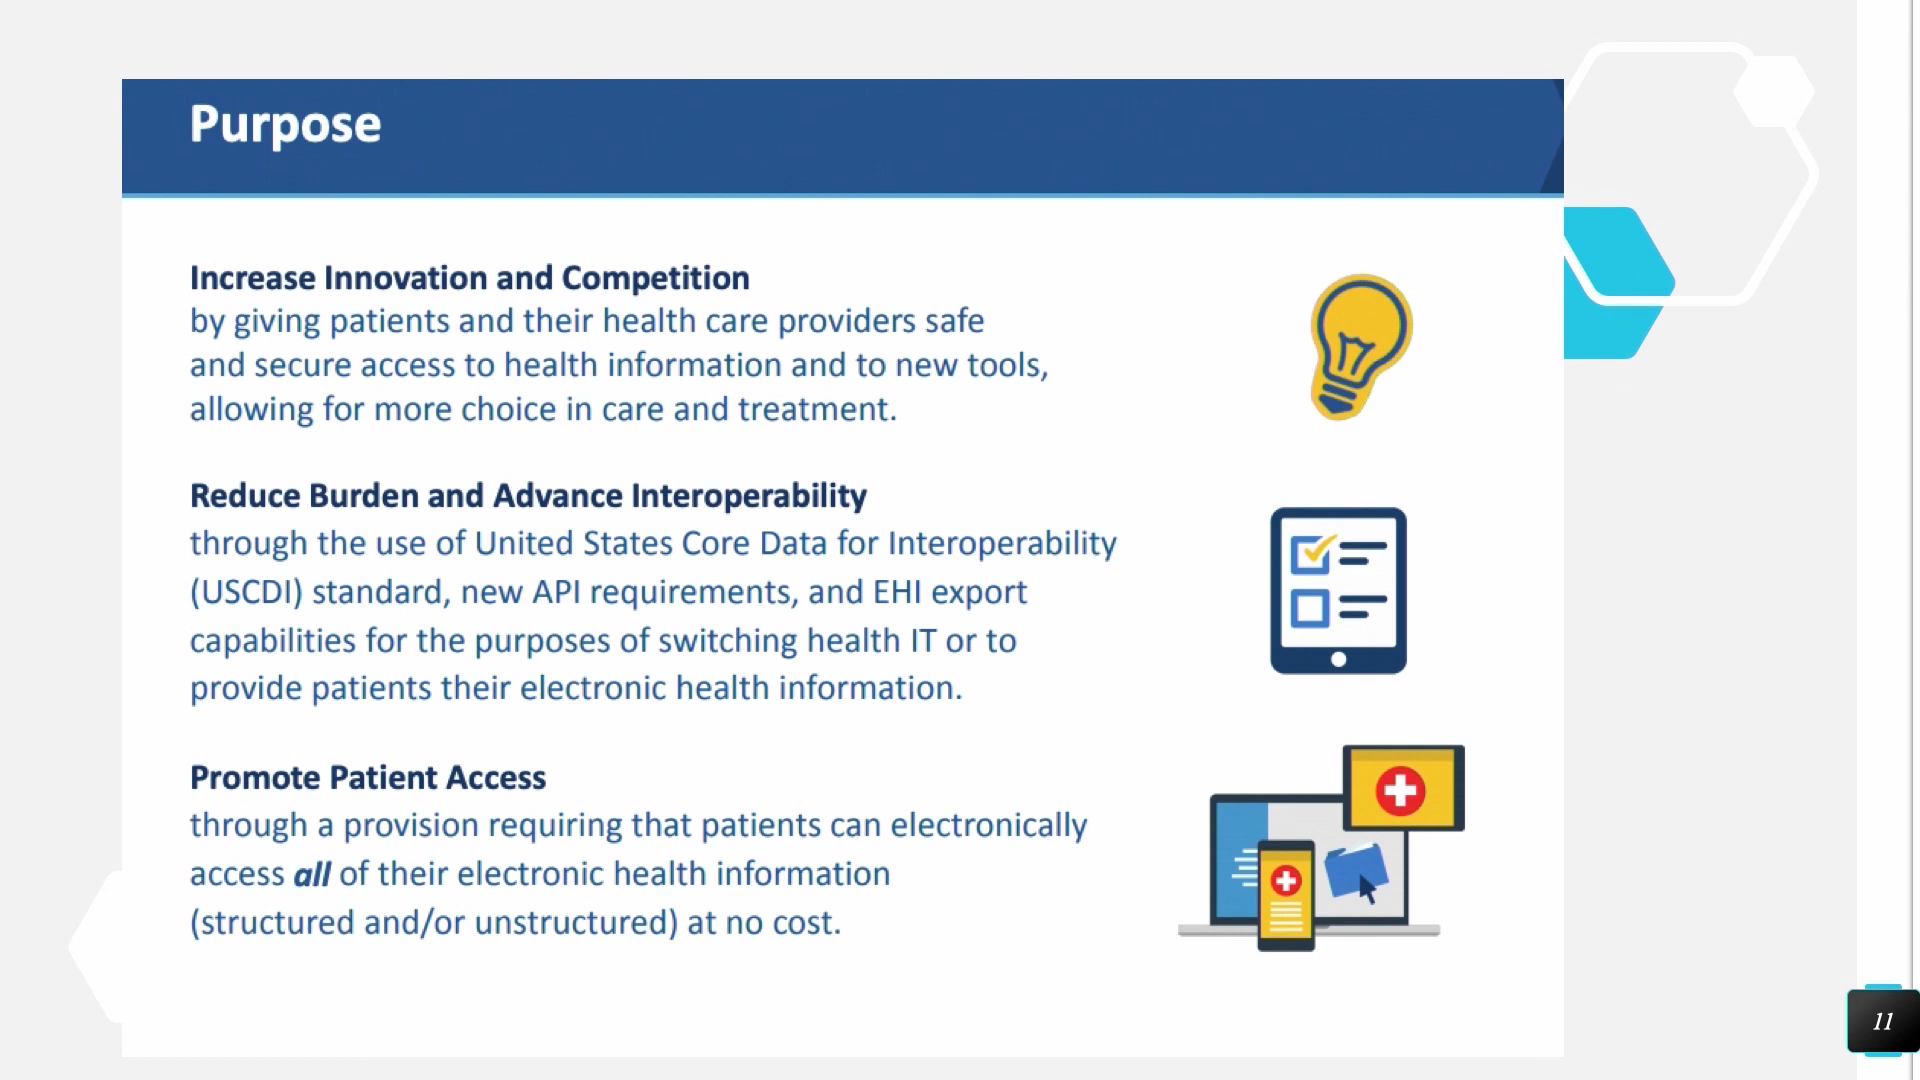 Purpose
Increase Innovation and Competition
by giving patients and their health care providers safe
and secure access to health information and to new tools,
allowing for more choice in care and treatment.
Reduce Burden and Advance Interoperability
through the use of United States Core Data for Interoperability
(USCDI) standard, new API requirements, and EHI export
capabilities for the purposes of switching health IT or to
provide patients their electronic health information.
Promote Patient Access
through a provision requiring that patients can electronically
access all of their electronic health information
(structured and/or unstructured) at no cost.
11